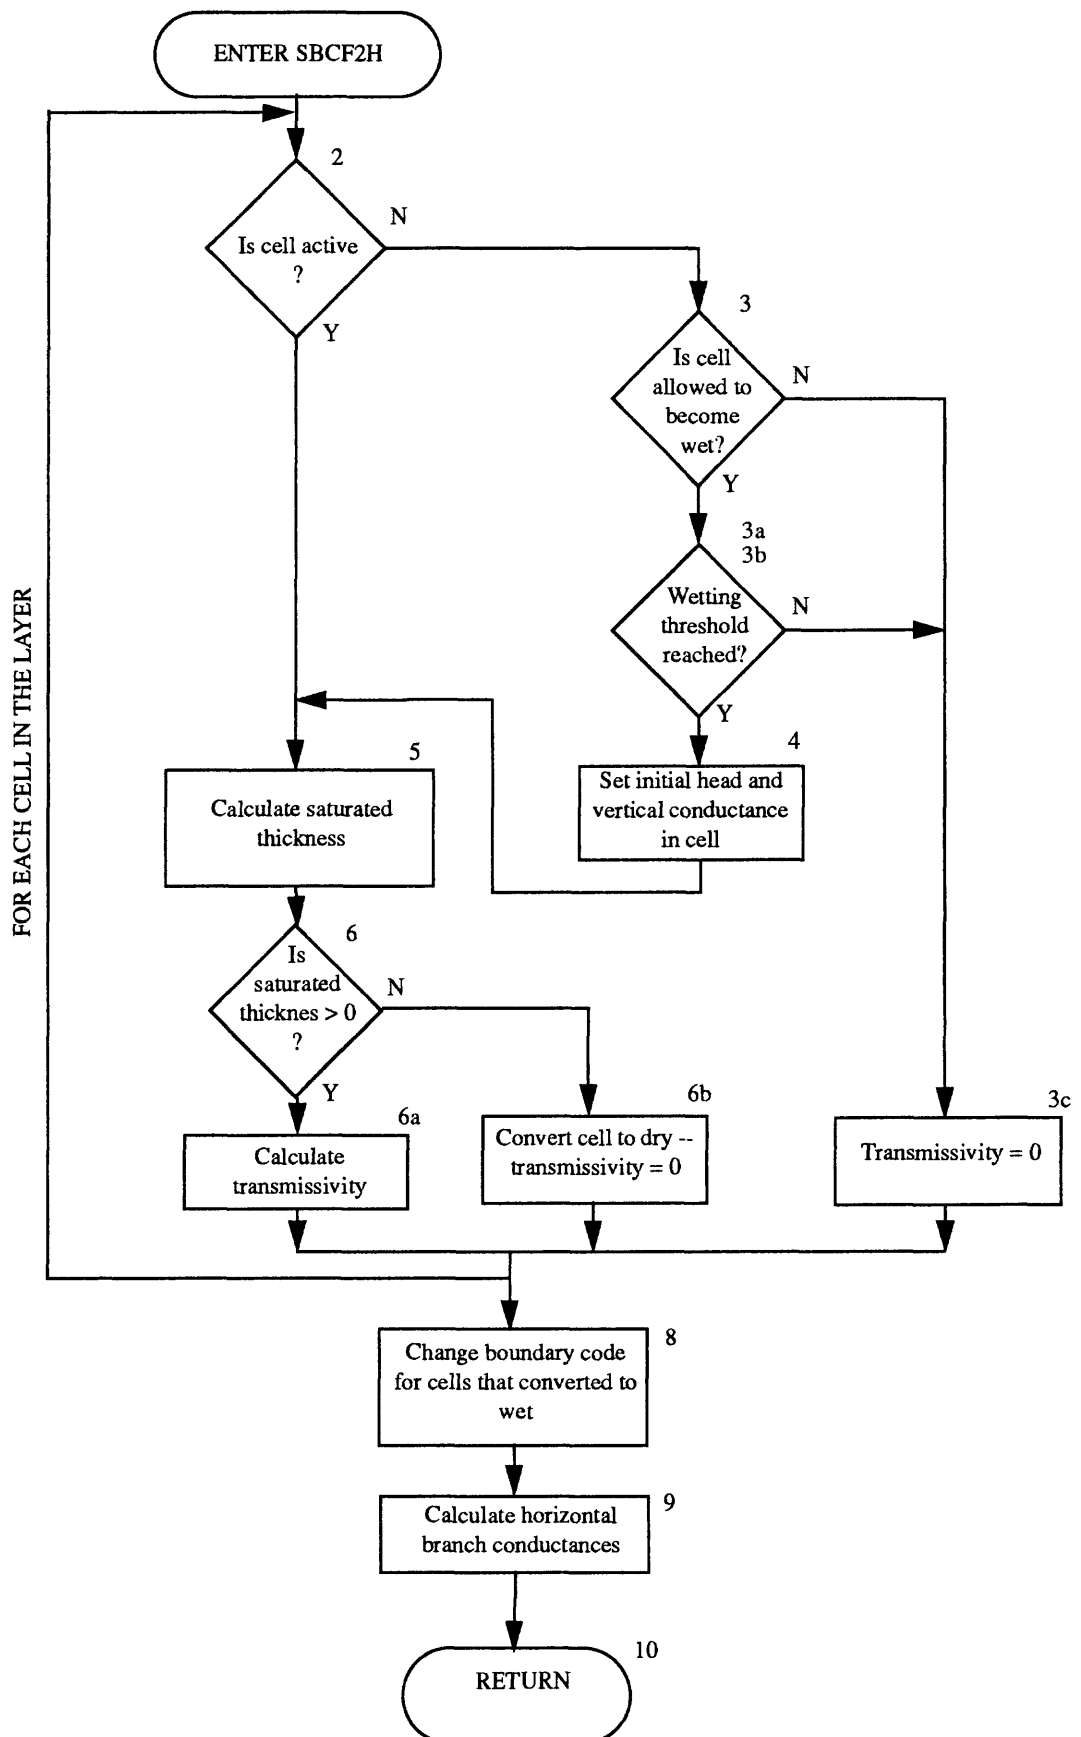 ENTER SBCF2H
2
N
Is cell active
?
Y
3
Is cell
allowed to
become
wet?
N
Y
3a
3b
Wetting
threshold
reached?
N
Y
4
Set initial head and
vertical conductance
in cell
5
Calculate saturated
thickness
FOR EACH CELL IN THE LAYER
6
Is
saturated
thicknes > 0
?
N
Y
6a
Calculate
transmissivity
6b
Convert cell to dry --
transmissivity = 0
3c
Transmissivity = 0
8
Change boundary code
for cells that converted to
wet
9
Calculate horizontal
branch conductances
10
RETURN